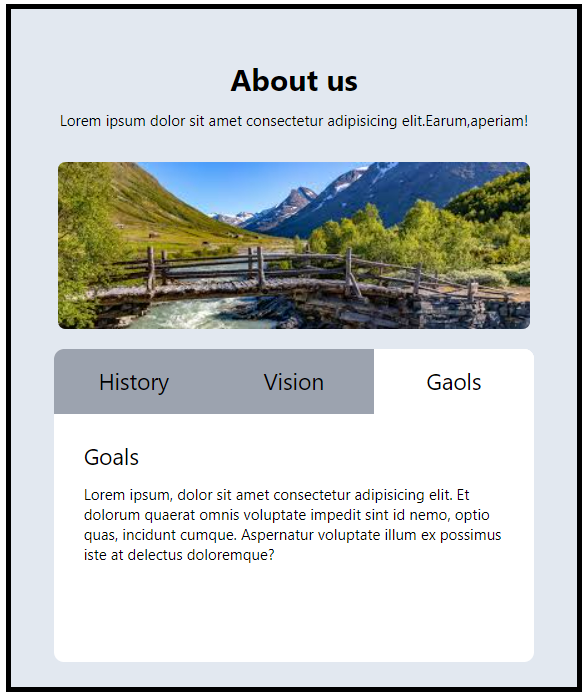 About us
Lorem ipsum dolor sit amet consectetur adipisicing elit.Earum,aperiam!
History Vision Gaols
Goals
Lorem ipsum, dolor sit amet consectetur adipisicing elit. Et
dolorum quaerat omnis voluptate impedit sint id nemo, optio
quas, incidunt cumque. Aspernatur voluptate illum ex possimus
iste at delectus doloremque?